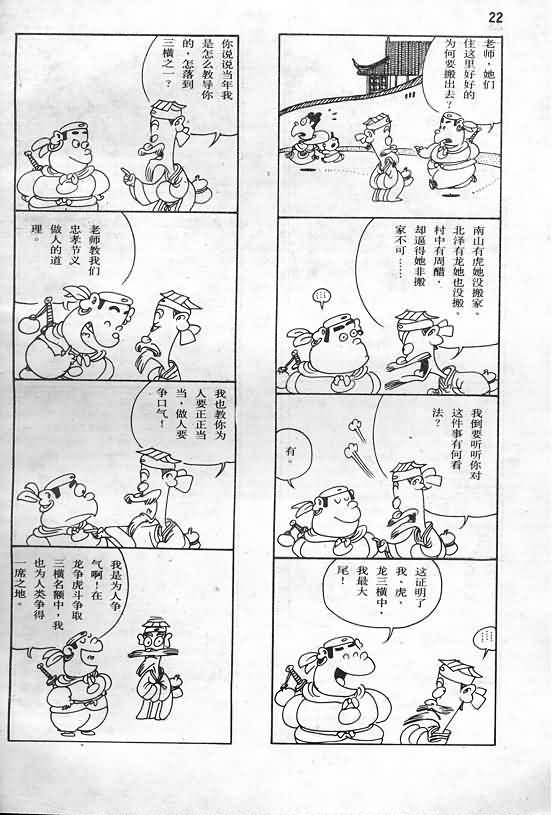 22
老师，她们
住这里好好的
为何要搬出去？
南山有虎她没搬家、
北泽有龙她也没搬、
村中有周醋，
却逼得她非搬
家不可……
……
我倒要听听你对
这件事有何看
法？
有。
这证明了
我、虎、
龙三横中，
我最大
尾！
……
你说说当年我
是怎么教导你
的，怎落到
三横之一？
老师教我们
忠孝节义
做人的道
理。
我也教你为
人要正正当
当，做人要
争口气！
我是为人争
气啊！在
龙争虎斗争取
三横名额中，我
也为人类争得
一席之地。